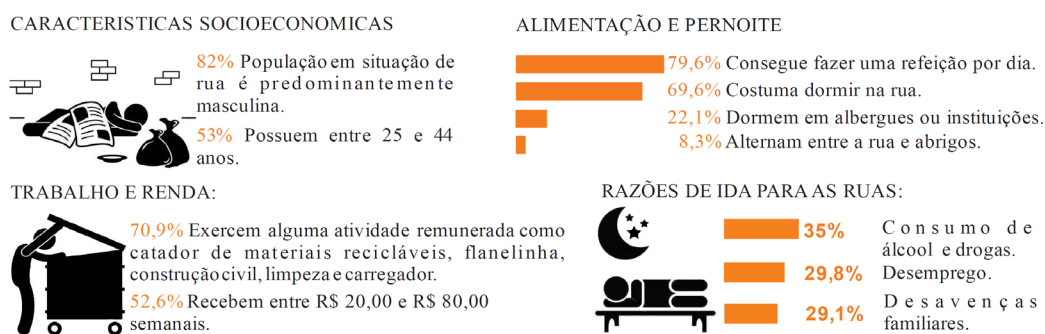 CARACTERISTICAS SOCIOECONOMICAS
82% População em situação de
rua é predominantemente
masculina.
53% Possuem entre 25 e 44
anos.
ALIMENTAÇÃO E PERNOITE
79,6% Consegue fazer uma refeição por dia.
69,6% Costuma dormir na rua.
22,1% Dormem em albergues ou instituições.
8,3% Alternam entre a rua e abrigos.
TRABALHO E RENDA:
70,9% Exercem alguma atividade remunerada como
catador de materiais recicláveis, flanelinha,
construção civil, limpeza e carregador.
52,6% Recebem entre R$ 20,00 e R$ 80,00
semanais.
RAZÕES DE IDA PARA AS RUAS:
35% Consumo de
álcool e drogas.
29,8% Desemprego.
29,1% Desavenças
familiares.